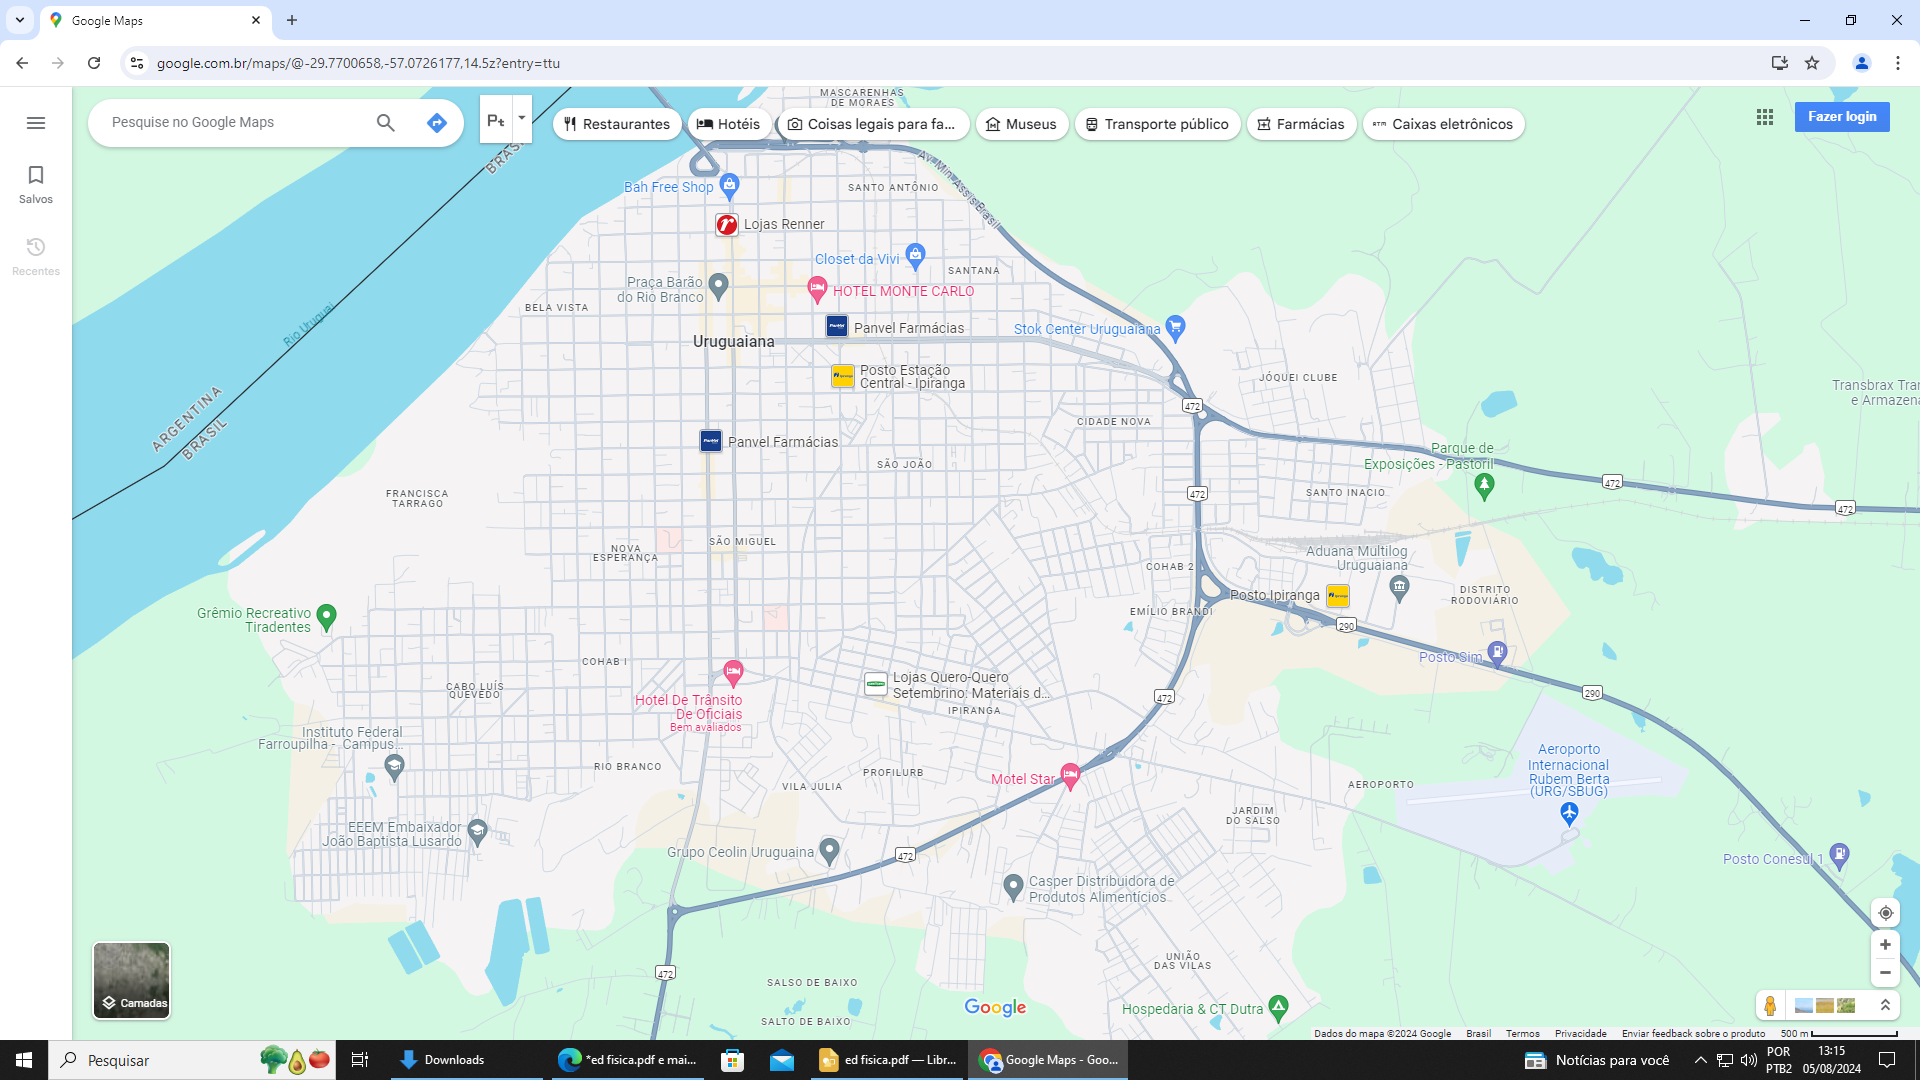 Google Maps
google.com.br/maps/@-29.7700658,-57.0726177,14.5z?entry=ttu
Pesquise no Google Maps
Restaurantes
Hotéis
Coisas legais para fa...
Museus
Transporte público
Farmácias
Caixas eletrônicos
Fazer login
Salvos
Recentes
MASCARENHAS
DE MORAES
BRASIL
Av. Min. Assis Brasil
Bah Free Shop
SANTO ANTÔNIO
Lojas Renner
Closet da Vivi
SANTANA
Praça Barão
do Rio Branco
HOTEL MONTE CARLO
BELA VISTA
Rio Uruguai
Panvel Farmácias
Stok Center Uruguaiana
Uruguaiana
Posto Estação
Central - Ipiranga
JÓQUEI CLUBE
Transbrax Tran
e Armazena
ARGENTINA
BRASIL
472
CIDADE NOVA
Panvel Farmácias
Parque de
Exposições - Pastoril
SÃO JOÃO
472
472
472
FRANCISCA
TARRAGO
SANTO INACIO
SÃO MIGUEL
NOVA
ESPERANÇA
Aduana Multilog
Uruguaiana
COHAB 2
DISTRITO
RODOVIÁRIO
Posto Ipiranga
EMÍLIO BRANDI
290
Grêmio Recreativo
Tiradentes
Posto Sim
COHAB I
CABO LUÍS
QUEVEDO
Lojas Quero-Quero
Setembrino: Materiais d...
472
290
Hotel De Trânsito
De Oficiais
Bem avaliados
IPIRANGA
Instituto Federal
Farroupilha - Campus...
Aeroporto
Internacional
Rubem Berta
(URG/SBUG)
RIO BRANCO
PROFILURB
Motel Star
AEROPORTO
VILA JULIA
JARDIM
DO SALSO
EEEM Embaixador
João Baptista Lusardo
Grupo Ceolin Uruguaina
472
Posto Conesul 1
Casper Distribuidora de
Produtos Alimentícios
UNIÃO
DAS VILAS
472
SALSO DE BAIXO
Camadas
Google
Hospedaria & CT Dutra
SALTO DE BAIXO
Dados do mapa ©2024 Google
Brasil
Termos
Privacidade
Enviar feedback sobre o produto
500 m
Pesquisar
Downloads
*ed fisica.pdf e mai...
ed fisica.pdf — Libr...
Google Maps - Goo...
Notícias para você
POR
PTB2
13:15
05/08/2024